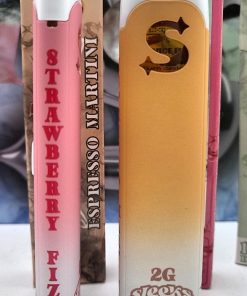 STRAWBERRY FIZ
ESPRESSO MARTINI
S
2G